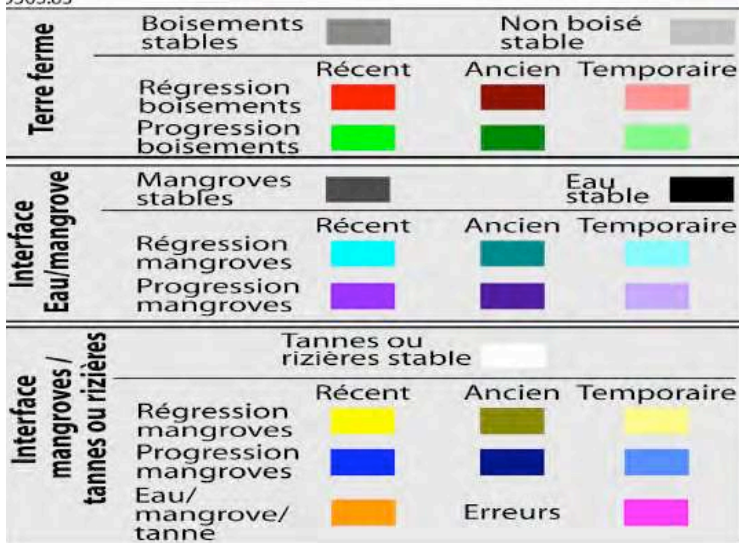 Terre ferme
Boisements stables
Non boisé stable
Récent Ancien Temporaire
Régression boisements
Progression boisements
Interface Eau/mangrove
Mangroves stables
Eau stable
Récent Ancien Temporaire
Régression mangroves
Progression mangroves
Interface mangroves / tannes ou rizières
Tannes ou rizières stable
Récent Ancien Temporaire
Régression mangroves
Progression mangroves
Eau/ mangrove/ tanne
Erreurs